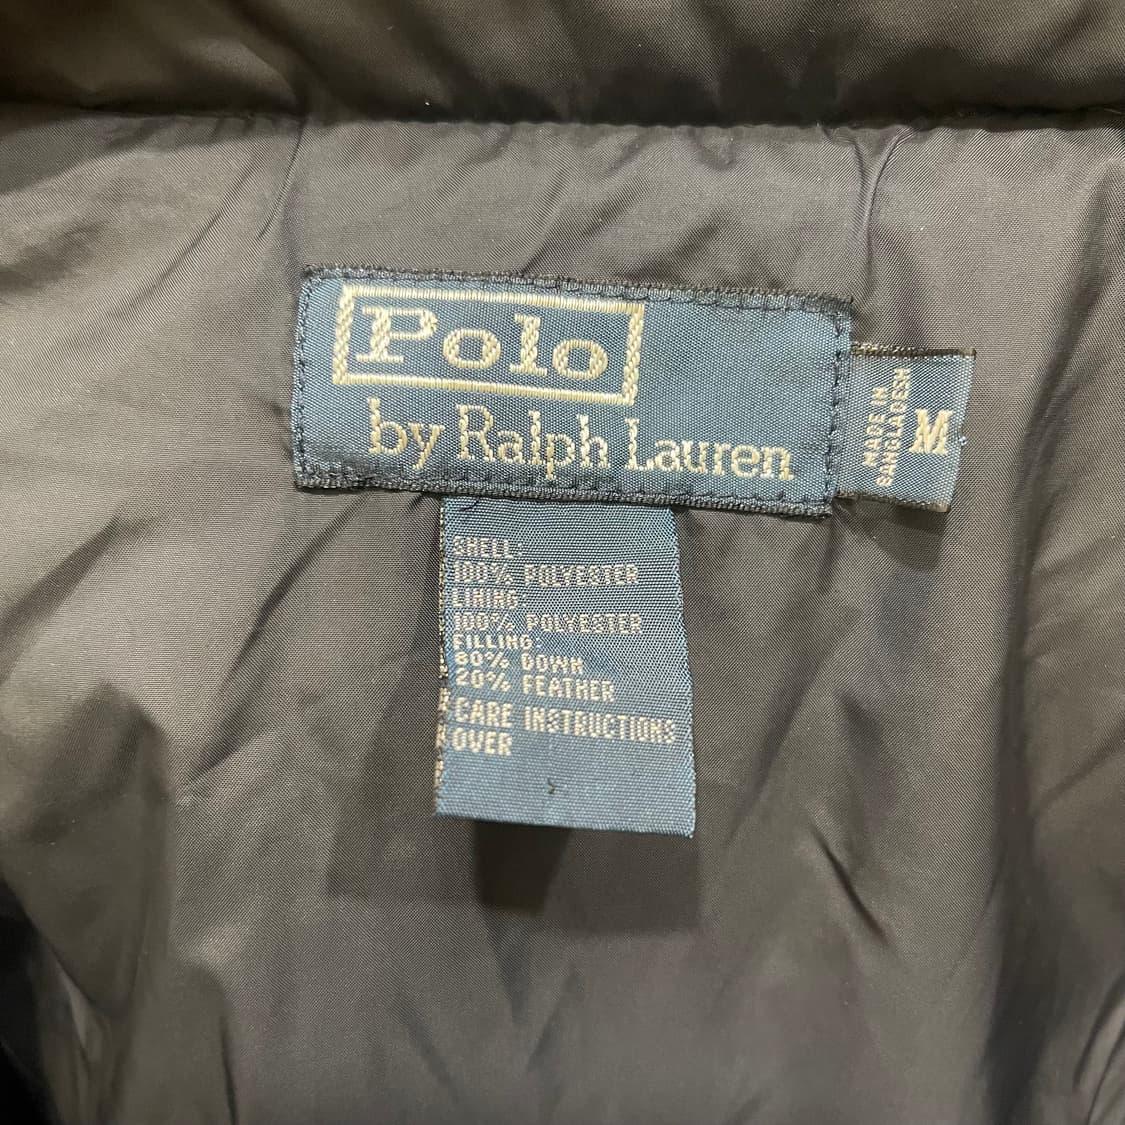 Polo
by Ralph Lauren
MADE IN
BANGLADESH
M
SHELL:
100% POLYESTER
LINING:
100% POLYESTER
FILLING:
80% DOWN
20% FEATHER
CARE INSTRUCTIONS
OVER